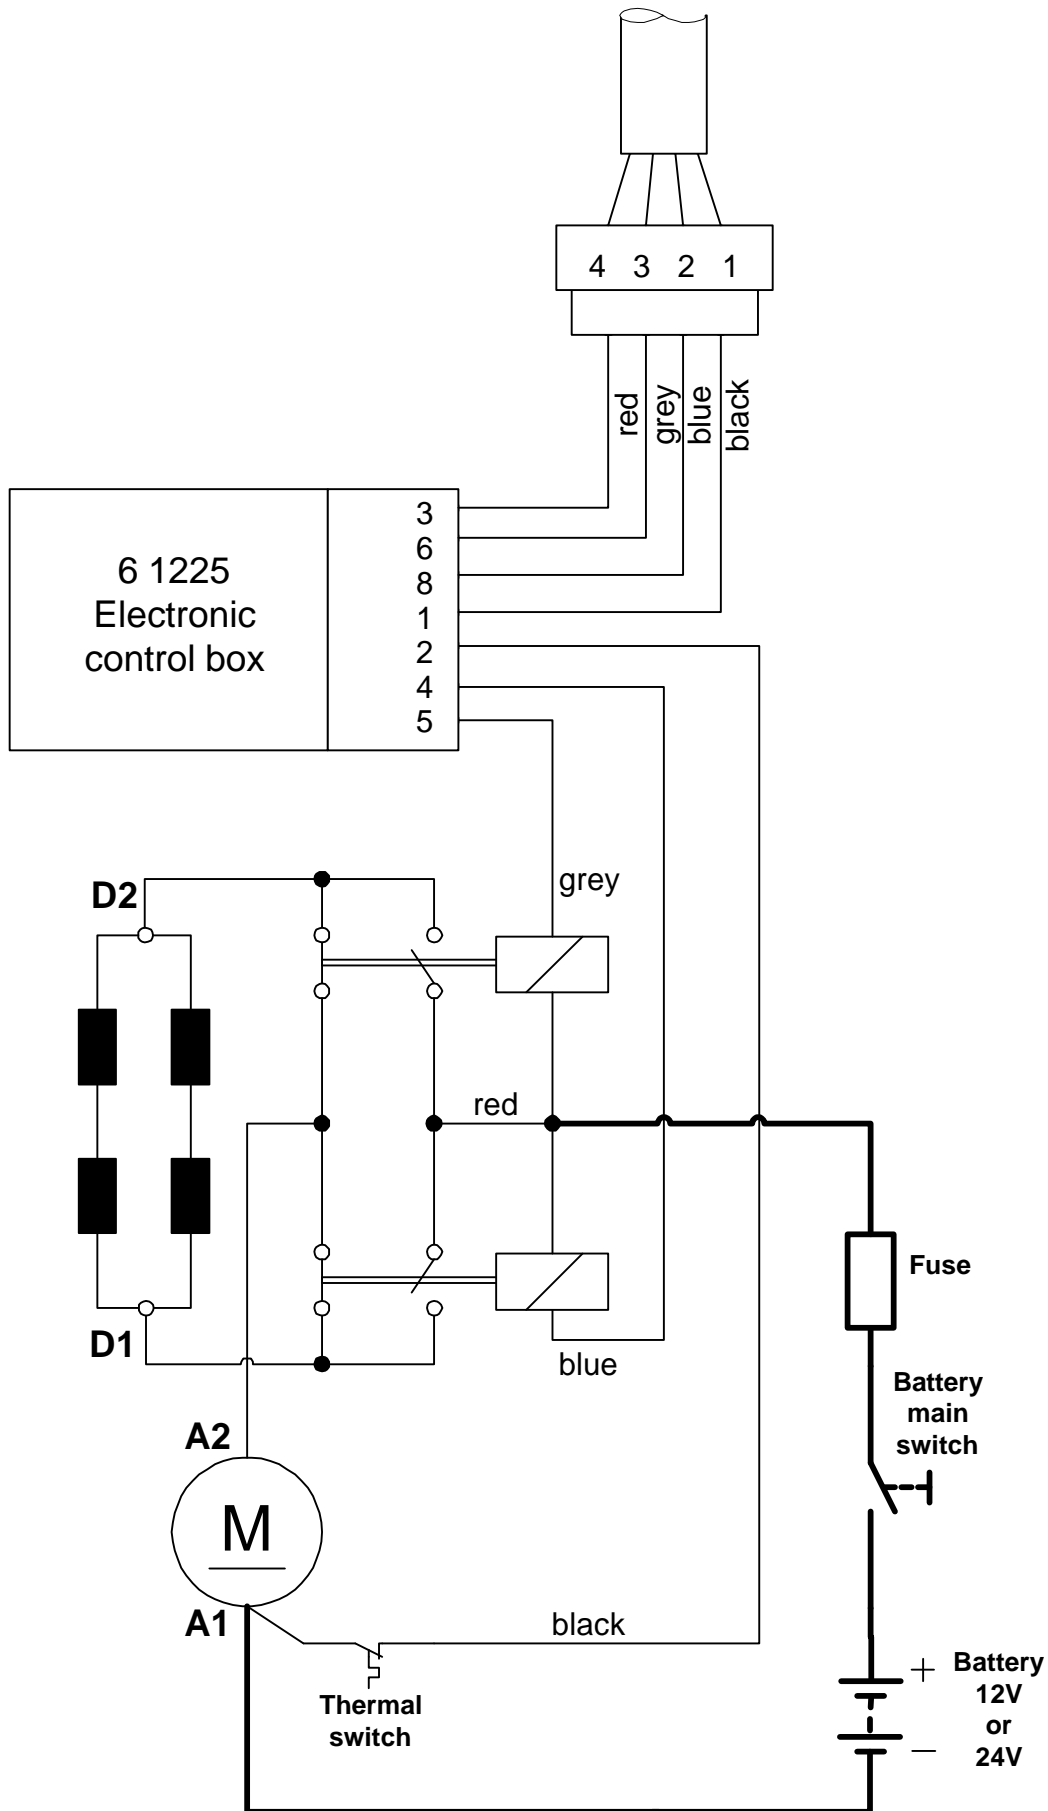 4 3 2 1
red
grey
blue
black
6 1225
Electronic
control box
3
6
8
1
2
4
5
grey
D2
red
Fuse
D1
blue
Battery
main
switch
A2
M
A1
black
Thermal
switch
+
Battery
12V
or
24V
−